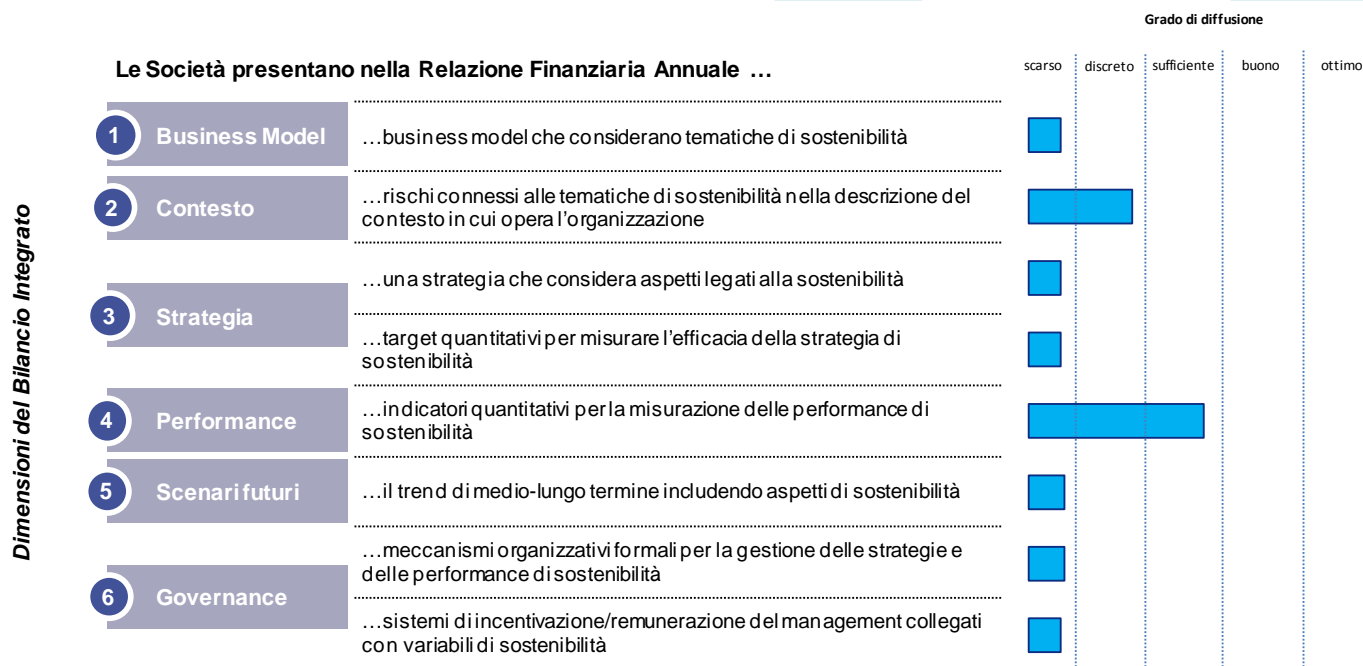 Grado di diffusione
Le Società presentano nella Relazione Finanziaria Annuale …
scarso discreto sufficiente buono ottimo
Dimensioni del Bilancio Integrato
1 Business Model
…business model che considerano tematiche di sostenibilità
2 Contesto
…rischi connessi alle tematiche di sostenibilità nella descrizione del
contesto in cui opera l'organizzazione
3 Strategia
…una strategia che considera aspetti legati alla sostenibilità
…target quantitativi per misurare l'efficacia della strategia di
sostenibilità
4 Performance
…indicatori quantitativi per la misurazione delle performance di
sostenibilità
5 Scenari futuri
…il trend di medio-lungo termine includendo aspetti di sostenibilità
6 Governance
…meccanismi organizzativi formali per la gestione delle strategie e
delle performance di sostenibilità
…sistemi di incentivazione/remunerazione del management collegati
con variabili di sostenibilità